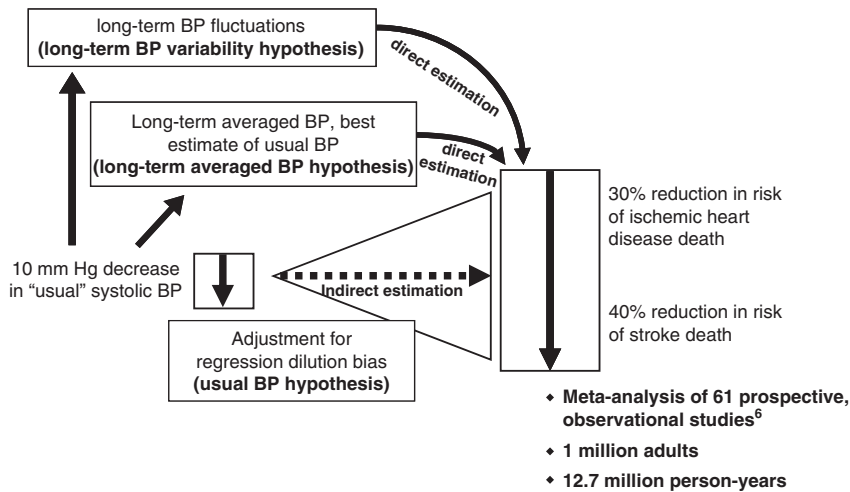 long-term BP fluctuations
(long-term BP variability hypothesis)
direct estimation
Long-term averaged BP, best
estimate of usual BP
(long-term averaged BP hypothesis)
direct
estimation
10 mm Hg decrease
in “usual” systolic BP
Indirect estimation
Adjustment for
regression dilution bias
(usual BP hypothesis)
30% reduction in risk
of ischemic heart
disease death
40% reduction in risk
of stroke death
◆ Meta-analysis of 61 prospective,
observational studies⁶
◆ 1 million adults
◆ 12.7 million person-years